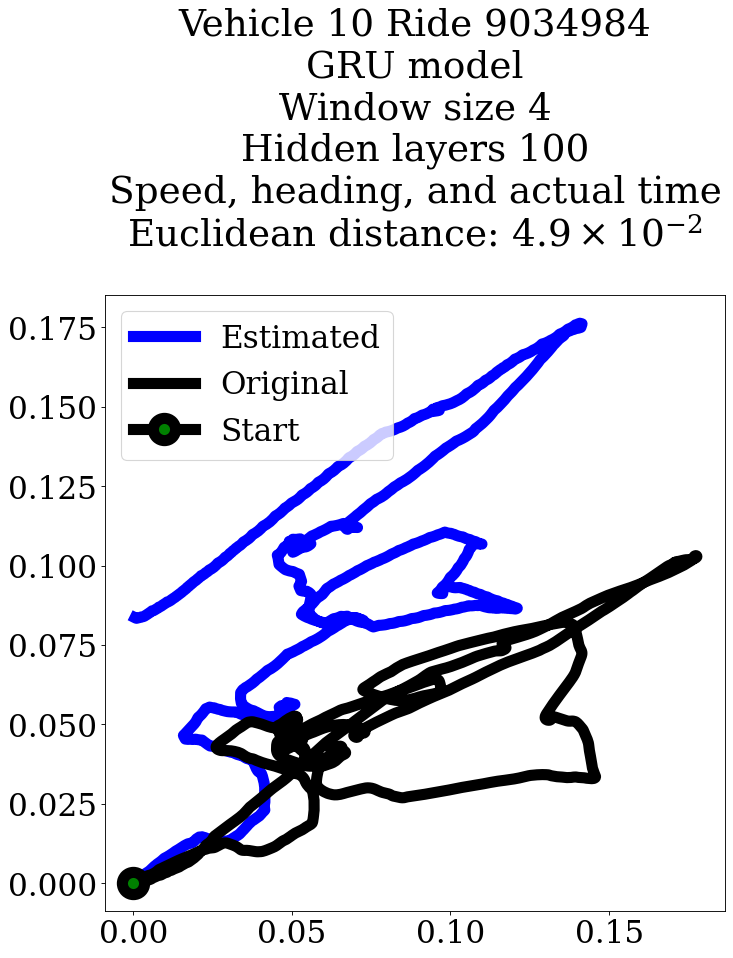 Vehicle 10 Ride 9034984
GRU model
Window size 4
Hidden layers 100
Speed, heading, and actual time
Euclidean distance: 4.9 × 10⁻²
Estimated
Original
Start
0.175
0.150
0.125
0.100
0.075
0.050
0.025
0.000
0.00 0.05 0.10 0.15